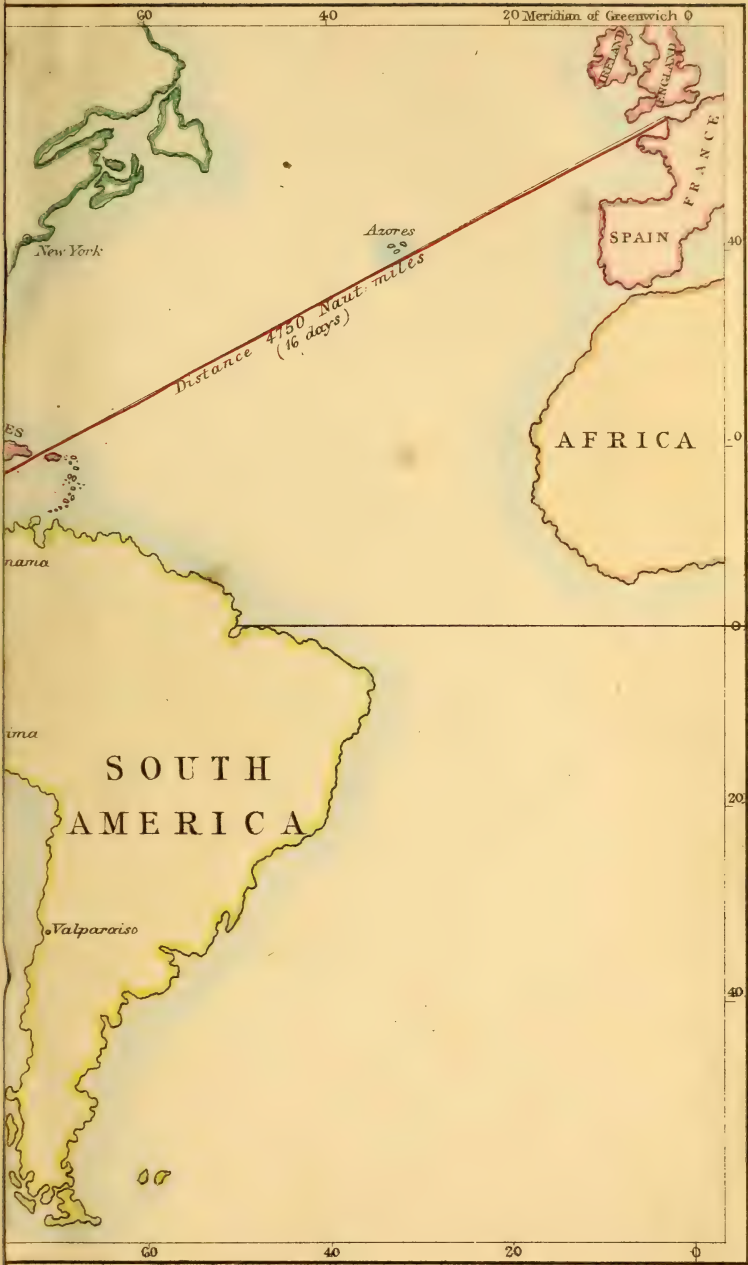 60
40
20 Meridian of Greenwich 0
IRELAND
ENGLAND
FRANCE
Azores
SPAIN
40
New York
Distance 4750 Naut: miles
(16 days)
ES
AFRICA
0
nama
0
ima
SOUTH
AMERICA
20
Valparaiso
40
60
40
20
0